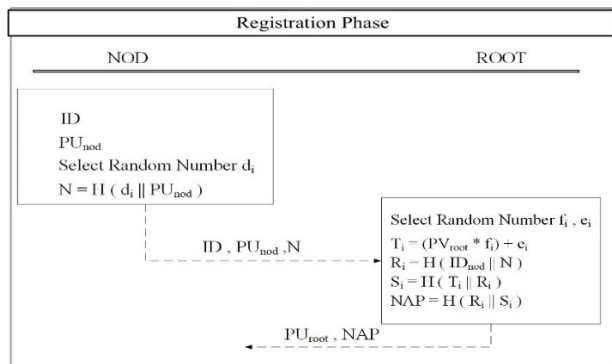 Registration Phase
NOD ROOT
ID
PU_nod
Select Random Number d_i
N = H ( d_i || PU_nod )
ID , PU_nod ,N
Select Random Number f_i , e_i
T_i = (PV_root * f_i) + e_i
R_i = H( ID_nod || N )
S_i = H ( T_i || R_i )
NAP = H ( R_i || S_i )
PU_root , NAP